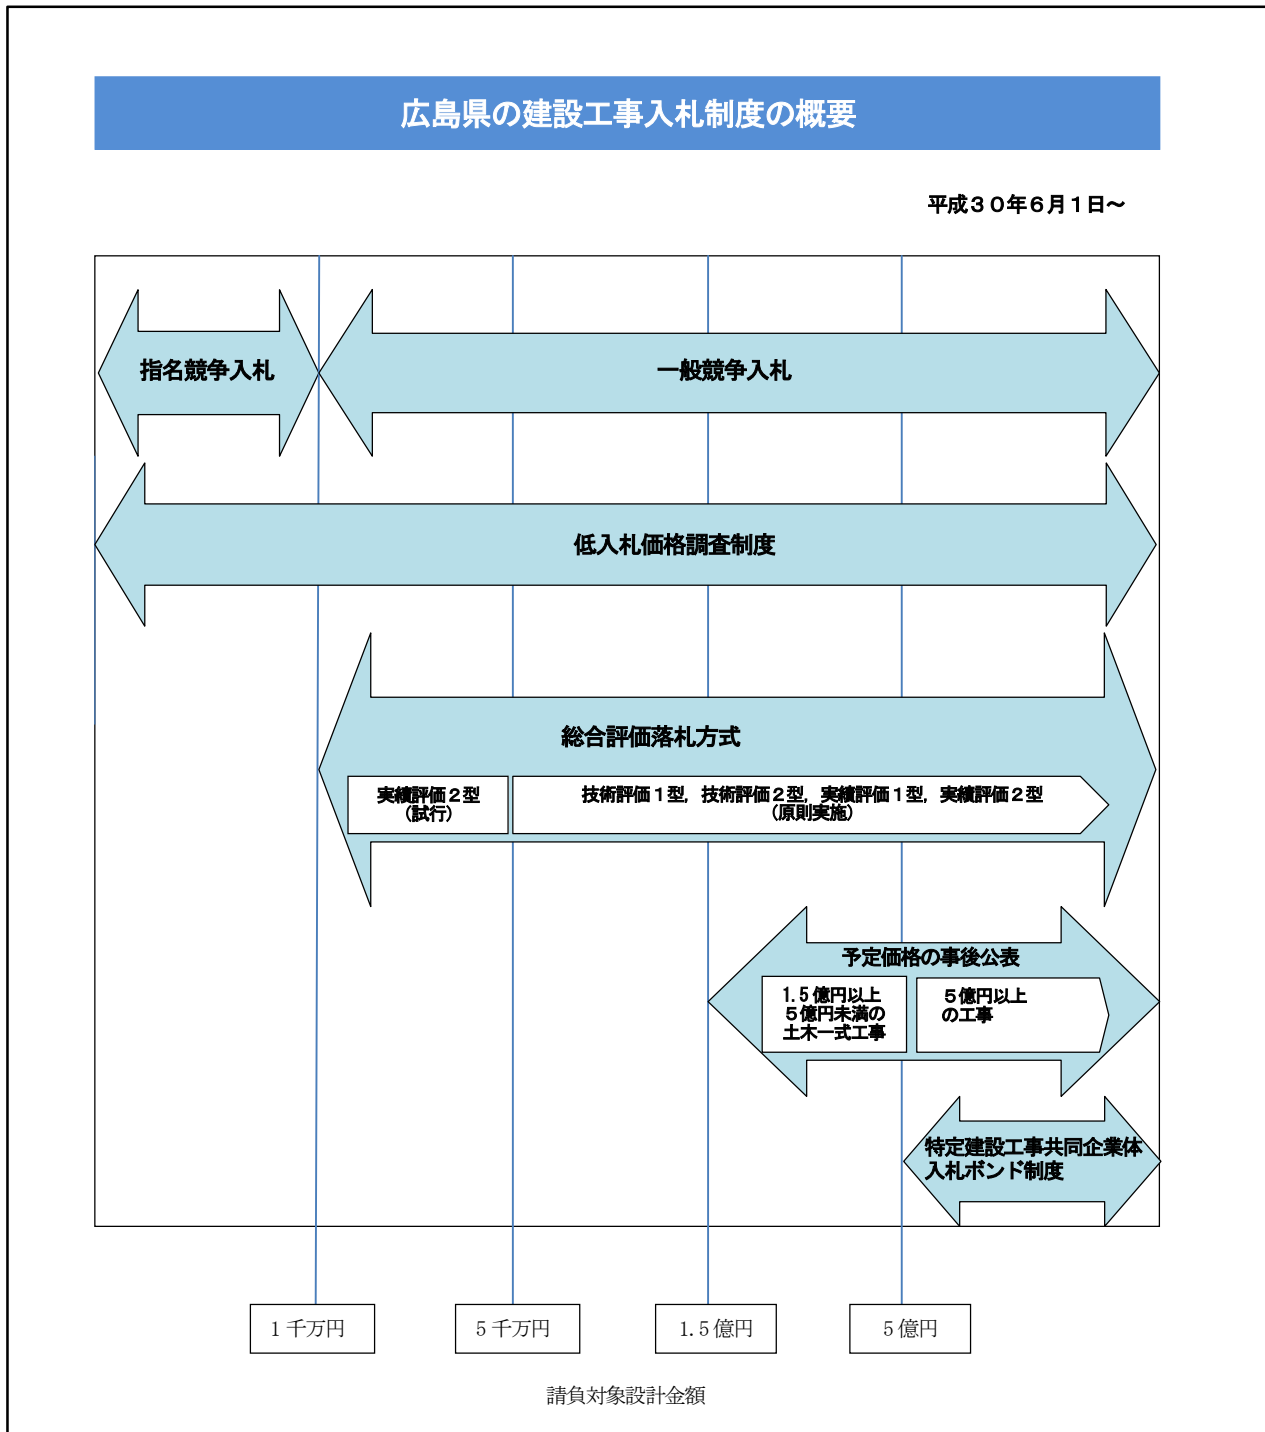 広島県の建設工事入札制度の概要
平成３０年６月１日～
指名競争入札
一般競争入札
低入札価格調査制度
総合評価落札方式
実績評価２型
（試行）
技術評価１型，技術評価２型，実績評価１型，実績評価２型
（原則実施）
予定価格の事後公表
1.5億円以上
５億円未満の
土木一式工事
５億円以上
の工事
特定建設工事共同企業体
入札ボンド制度
1千万円
5千万円
1.5億円
5億円
請負対象設計金額